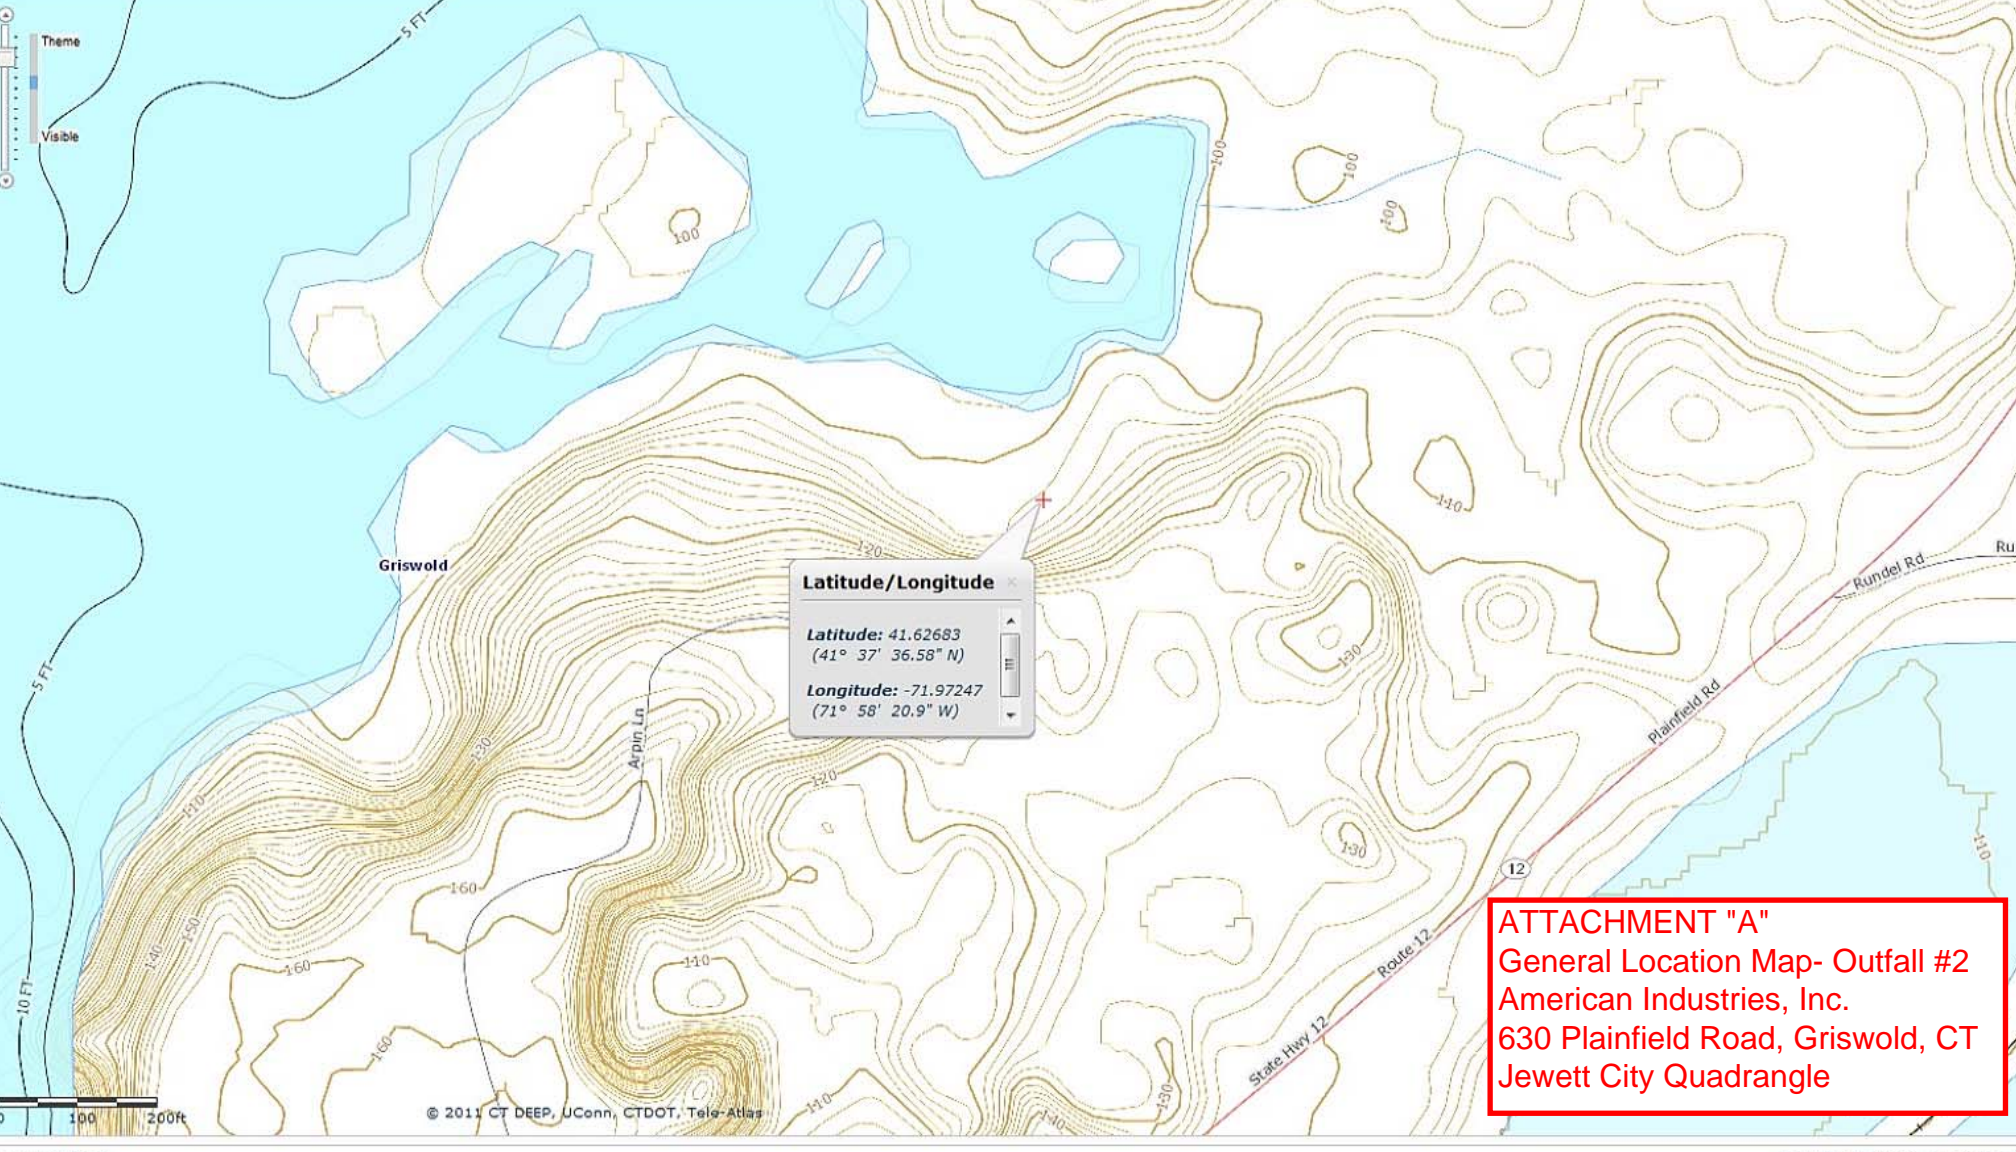 Theme
Visible
5 FT
100
100
100
100
Griswold
120
110
Latitude/Longitude
Latitude: 41.62683
(41° 37' 36.58" N)
Longitude: -71.97247
(71° 58' 20.9" W)
Rundel Rd
Ru
5 FT
Arpin Ln
130
130
Plainfield Rd
110
120
130
12
110
160
140
150
160
110
Route 12
10 FT
160
State Hwy 12
110
140
130
100
200ft
© 2011 CT DEEP, UConn, CTDOT, Tele-Atlas
ATTACHMENT "A"
General Location Map- Outfall #2
American Industries, Inc.
630 Plainfield Road, Griswold, CT
Jewett City Quadrangle